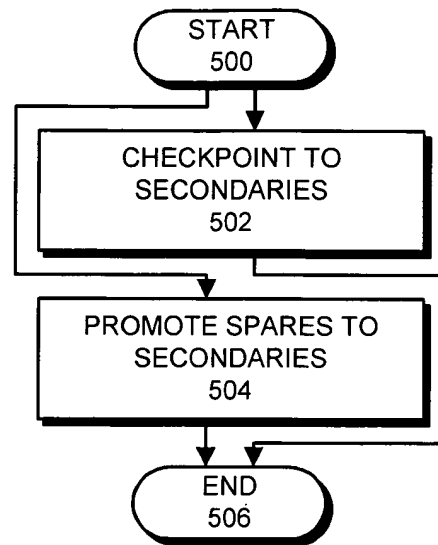 START
500
CHECKPOINT TO
SECONDARIES
502
PROMOTE SPARES TO
SECONDARIES
504
END
506